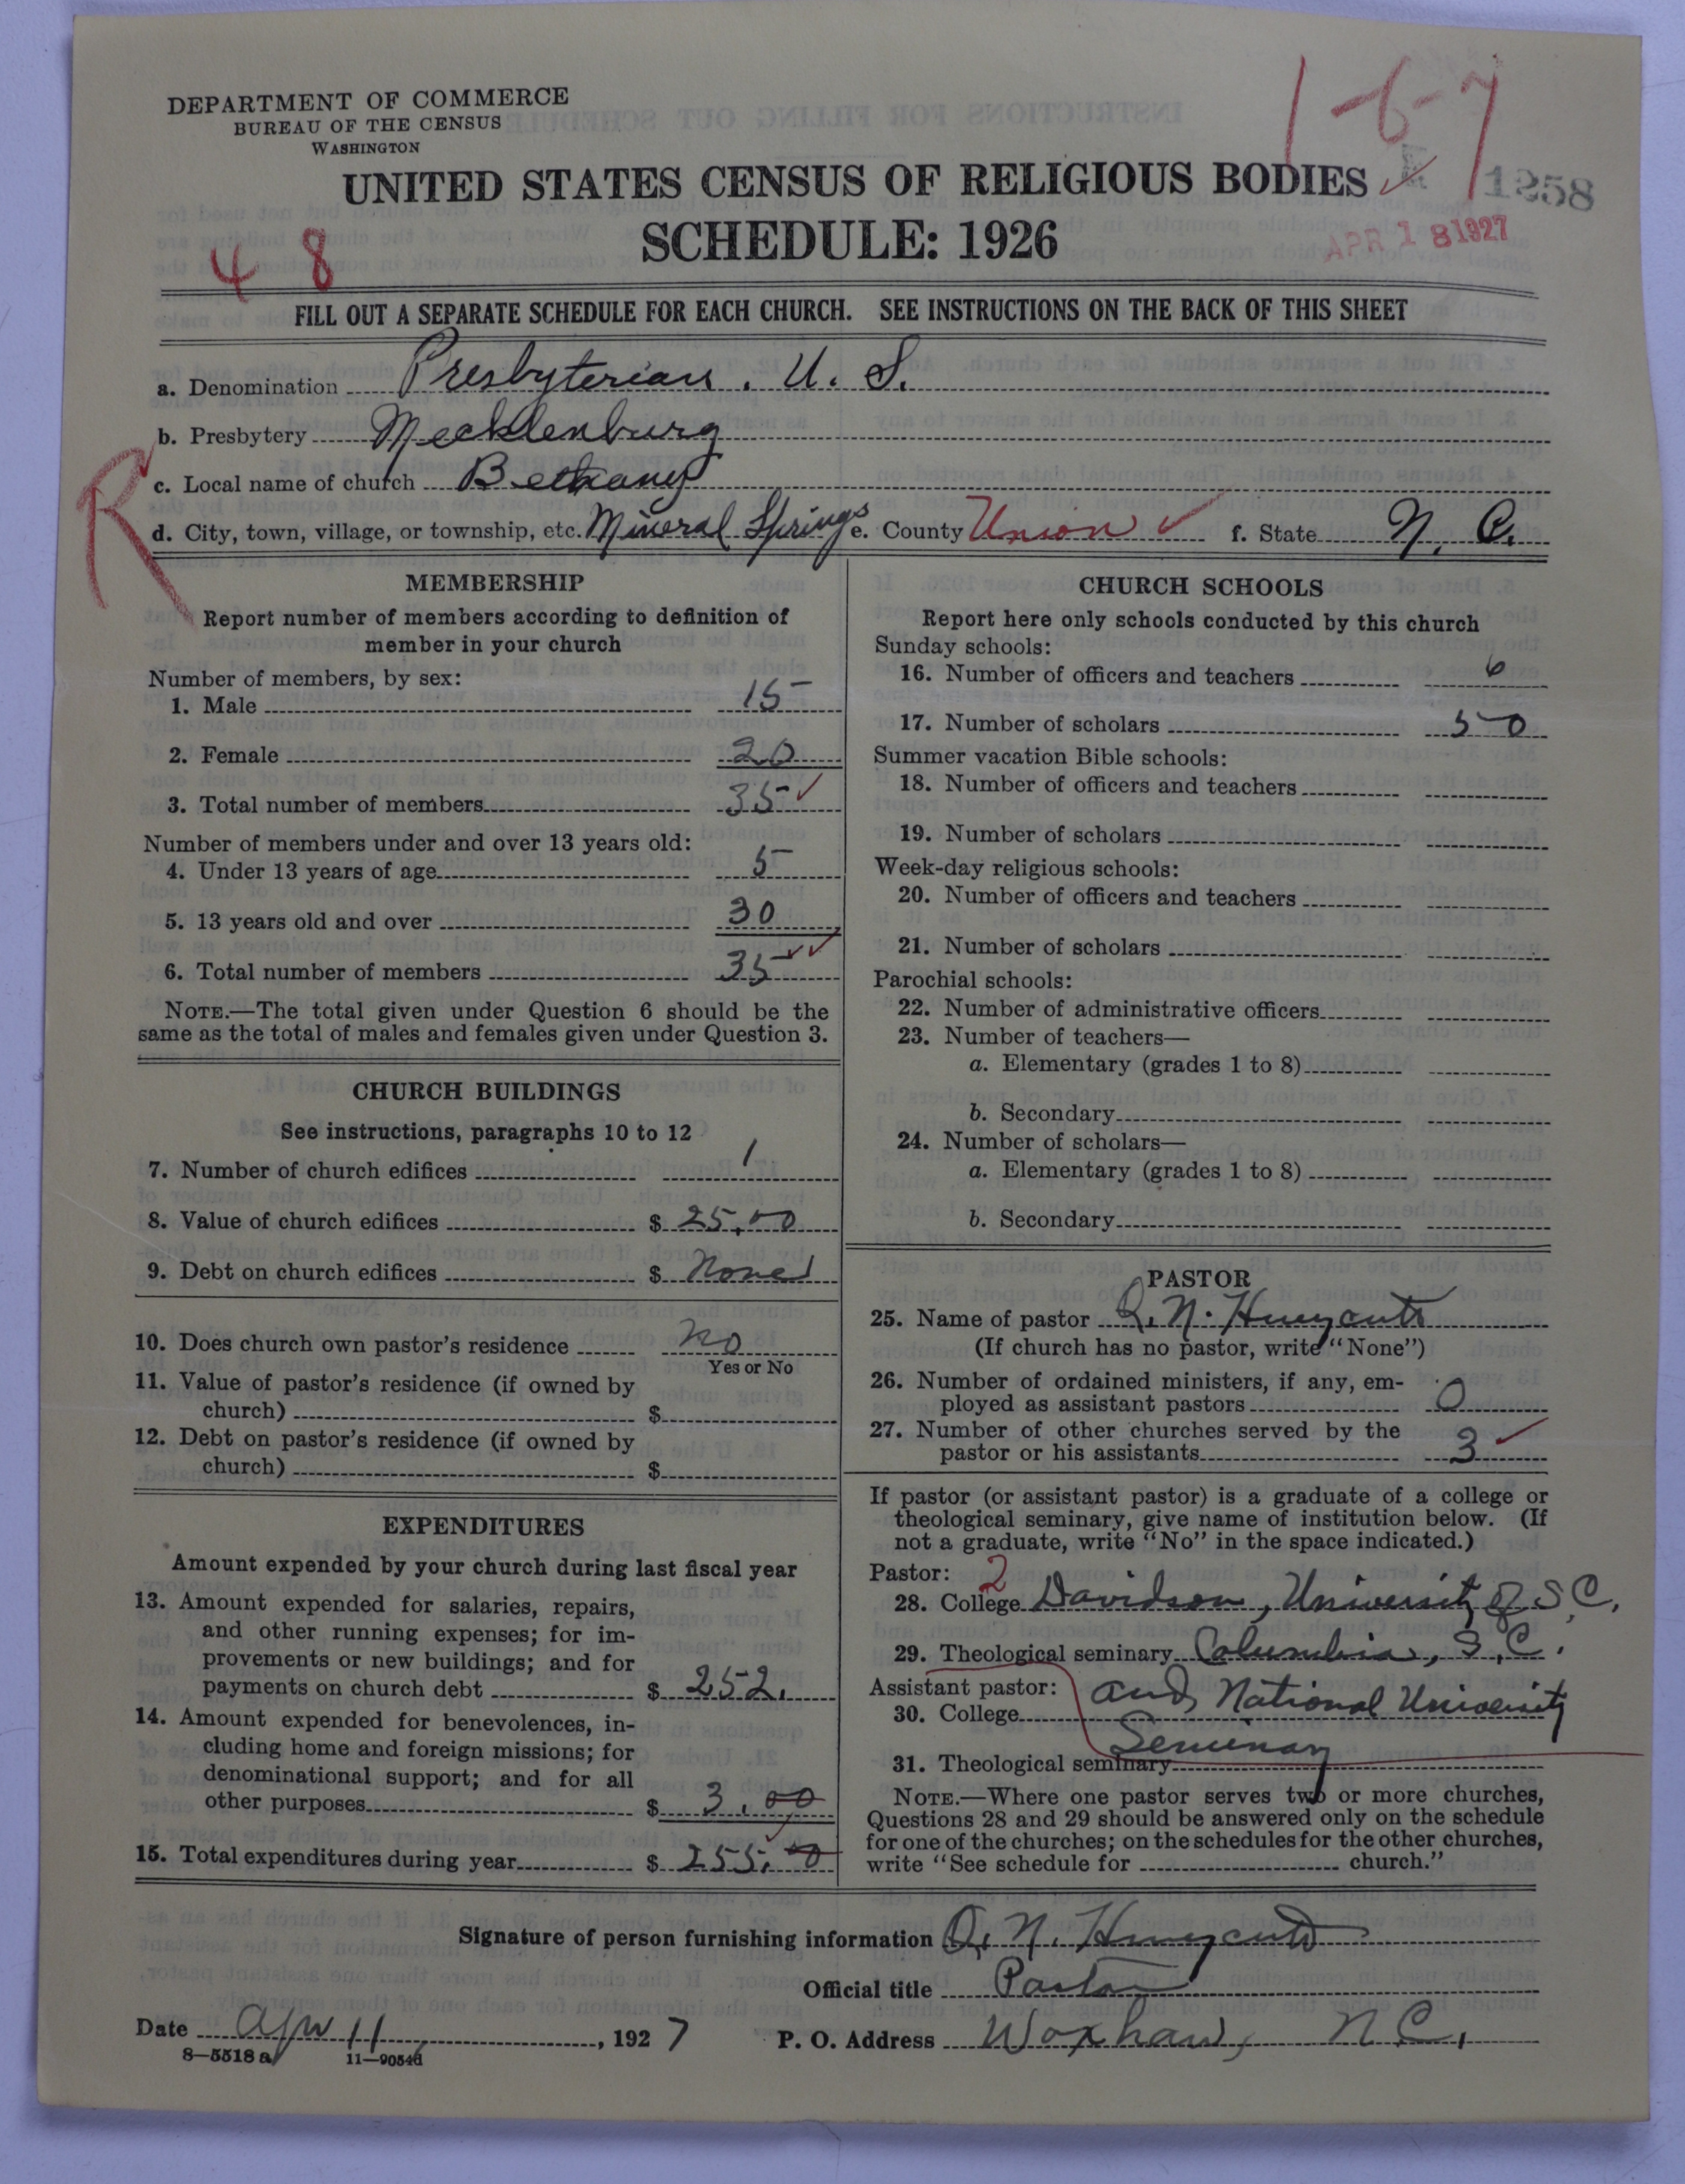 DEPARTMENT OF COMMERCE
BUREAU OF THE CENSUS
WASHINGTON
1-6-7
UNITED STATES CENSUS OF RELIGIOUS BODIES
1258
SCHEDULE: 1926
APR 18 1927
4 8
FILL OUT A SEPARATE SCHEDULE FOR EACH CHURCH. SEE INSTRUCTIONS ON THE BACK OF THIS SHEET
a. Denomination Presbyterian. U. S.
b. Presbytery Mecklenburg
R
c. Local name of church Bethany
d. City, town, village, or township, etc. Mineral Springs e. County Union ✓ f. State N. C.
MEMBERSHIP
Report number of members according to definition of
member in your church
Number of members, by sex:
1. Male 15
2. Female 20
3. Total number of members 35 ✓
Number of members under and over 13 years old:
4. Under 13 years of age 5
5. 13 years old and over 30
6. Total number of members 35 ✓✓
NOTE.—The total given under Question 6 should be the
same as the total of males and females given under Question 3.
CHURCH BUILDINGS
See instructions, paragraphs 10 to 12
7. Number of church edifices 1
8. Value of church edifices $ 25,00
9. Debt on church edifices $ None
10. Does church own pastor's residence No
Yes or No
11. Value of pastor's residence (if owned by
church) $
12. Debt on pastor's residence (if owned by
church) $
EXPENDITURES
Amount expended by your church during last fiscal year
13. Amount expended for salaries, repairs,
and other running expenses; for im-
provements or new buildings; and for
payments on church debt $ 252.
14. Amount expended for benevolences, in-
cluding home and foreign missions; for
denominational support; and for all
other purposes $ 3.00
15. Total expenditures during year $ 255.
CHURCH SCHOOLS
Report here only schools conducted by this church
Sunday schools:
16. Number of officers and teachers 6
17. Number of scholars 50
Summer vacation Bible schools:
18. Number of officers and teachers
19. Number of scholars
Week-day religious schools:
20. Number of officers and teachers
21. Number of scholars
Parochial schools:
22. Number of administrative officers
23. Number of teachers—
a. Elementary (grades 1 to 8)
b. Secondary
24. Number of scholars—
a. Elementary (grades 1 to 8)
b. Secondary
PASTOR
25. Name of pastor Q. N. Huneycutt
(If church has no pastor, write "None")
26. Number of ordained ministers, if any, em-
ployed as assistant pastors 0
27. Number of other churches served by the
pastor or his assistants 3 ✓
If pastor (or assistant pastor) is a graduate of a college or
theological seminary, give name of institution below. (If
not a graduate, write "No" in the space indicated.)
Pastor: 2
28. College Davidson, University of S C.
29. Theological seminary Columbia, S. C.
Assistant pastor: and National University
30. College
Seminary
31. Theological seminary
NOTE.—Where one pastor serves two or more churches,
Questions 28 and 29 should be answered only on the schedule
for one of the churches; on the schedules for the other churches,
write "See schedule for church."
Signature of person furnishing information Q. N. Huneycutt
Official title Pastor
Date Apr 11, 1927 P. O. Address Waxhaw, N C.
8—5518 a 11—9054